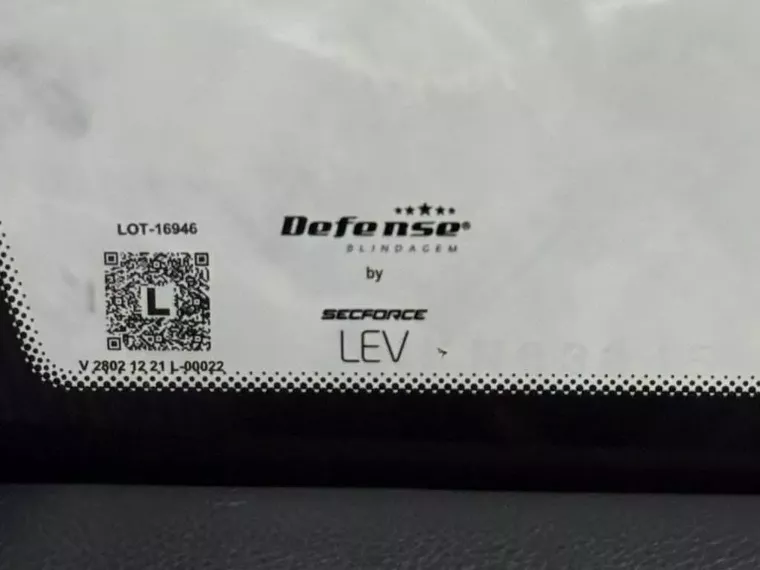 LOT-16946
L
V 2802 12 21 L-00022
Defense®
BLINDAGEM
by
SECFORCE
LEV